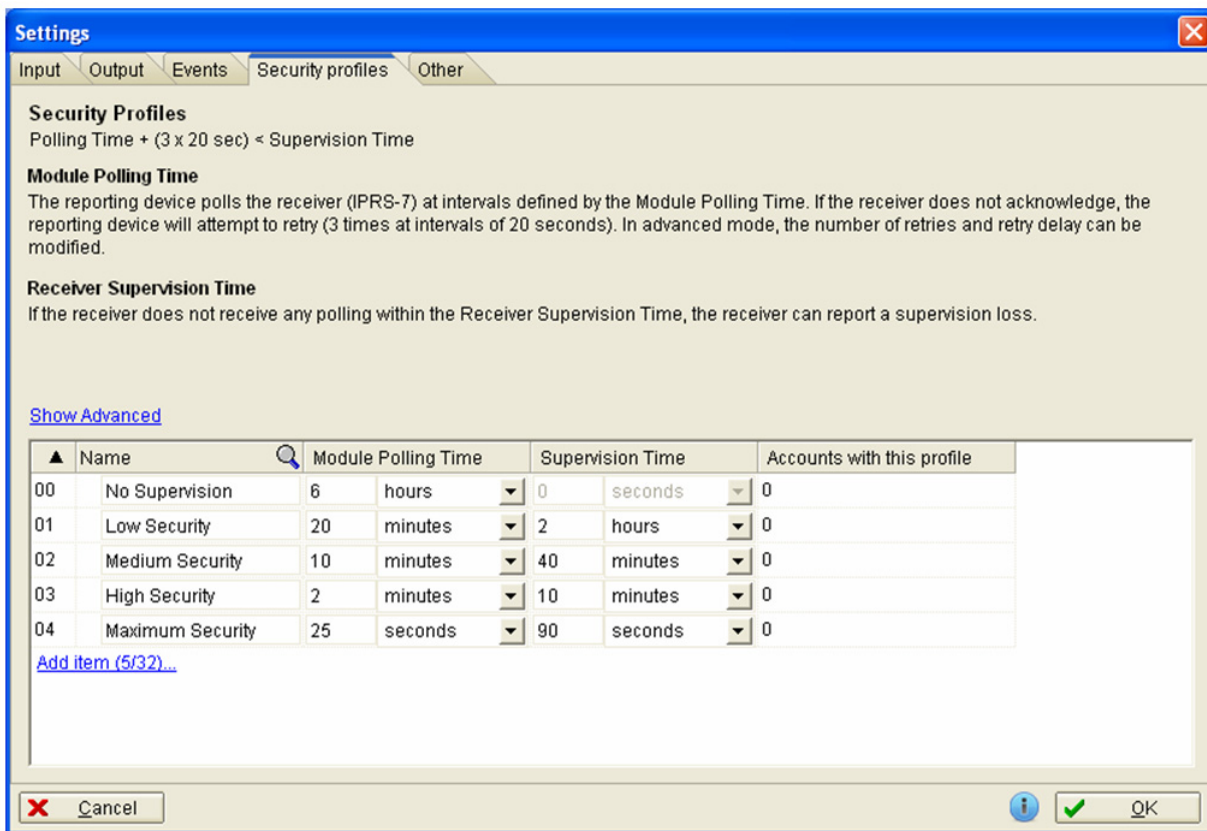 Settings
Input Output Events Security profiles Other
Security Profiles
Polling Time + (3 x 20 sec) < Supervision Time
Module Polling Time
The reporting device polls the receiver (IPRS-7) at intervals defined by the Module Polling Time. If the receiver does not acknowledge, the
reporting device will attempt to retry (3 times at intervals of 20 seconds). In advanced mode, the number of retries and retry delay can be
modified.
Receiver Supervision Time
If the receiver does not receive any polling within the Receiver Supervision Time, the receiver can report a supervision loss.
Show Advanced
Name Module Polling Time Supervision Time Accounts with this profile
00 No Supervision 6 hours 0 seconds 0
01 Low Security 20 minutes 2 hours 0
02 Medium Security 10 minutes 40 minutes 0
03 High Security 2 minutes 10 minutes 0
04 Maximum Security 25 seconds 90 seconds 0
Add item (5/32)...
Cancel OK